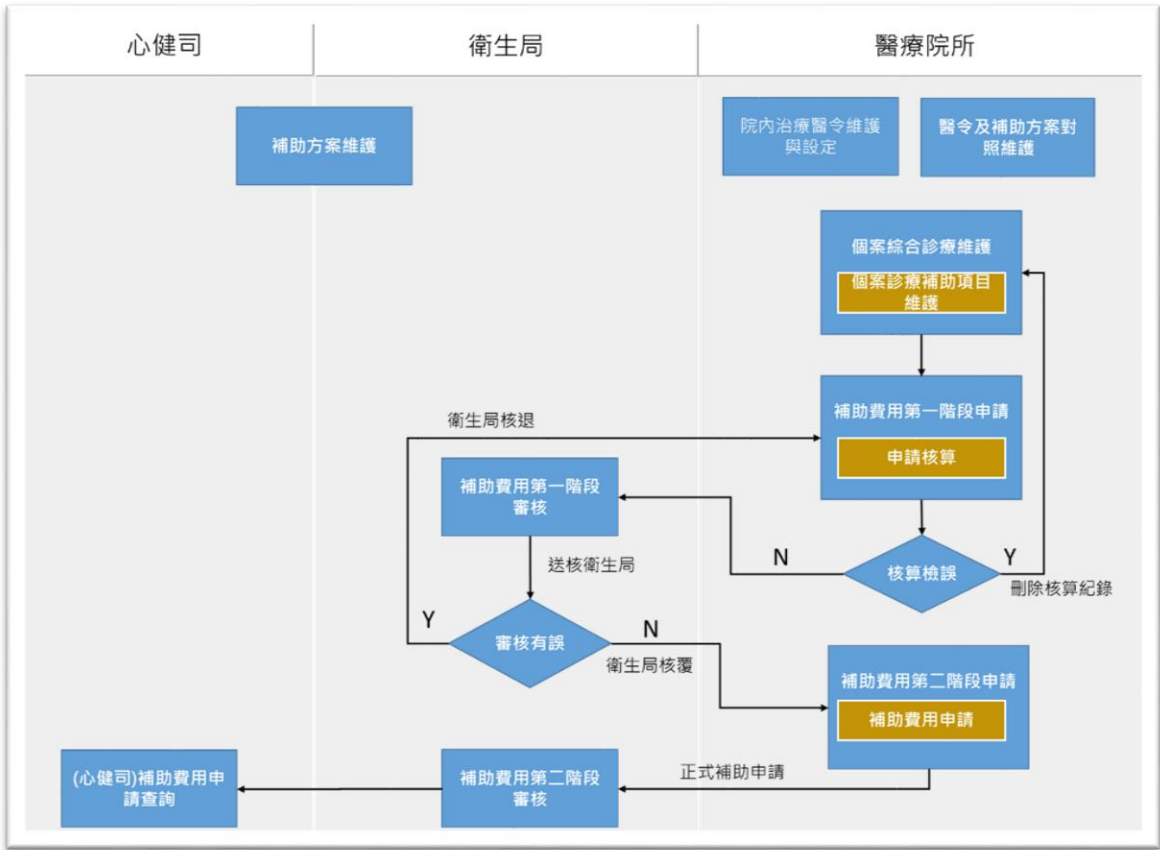 心健司
衛生局
醫療院所
補助方案維護
院內治療醫令維護
與設定
醫令及補助方案對
照維護
個案綜合診療維護
個案診療補助項目
維護
補助費用第一階段申請
申請核算
衛生局核退
補助費用第一階段
審核
送核衛生局
N
核算檢誤
Y
刪除核算紀錄
Y
審核有誤
N
衛生局核覆
補助費用第二階段申請
補助費用申請
正式補助申請
(心健司)補助費用申
請查詢
補助費用第二階段
審核